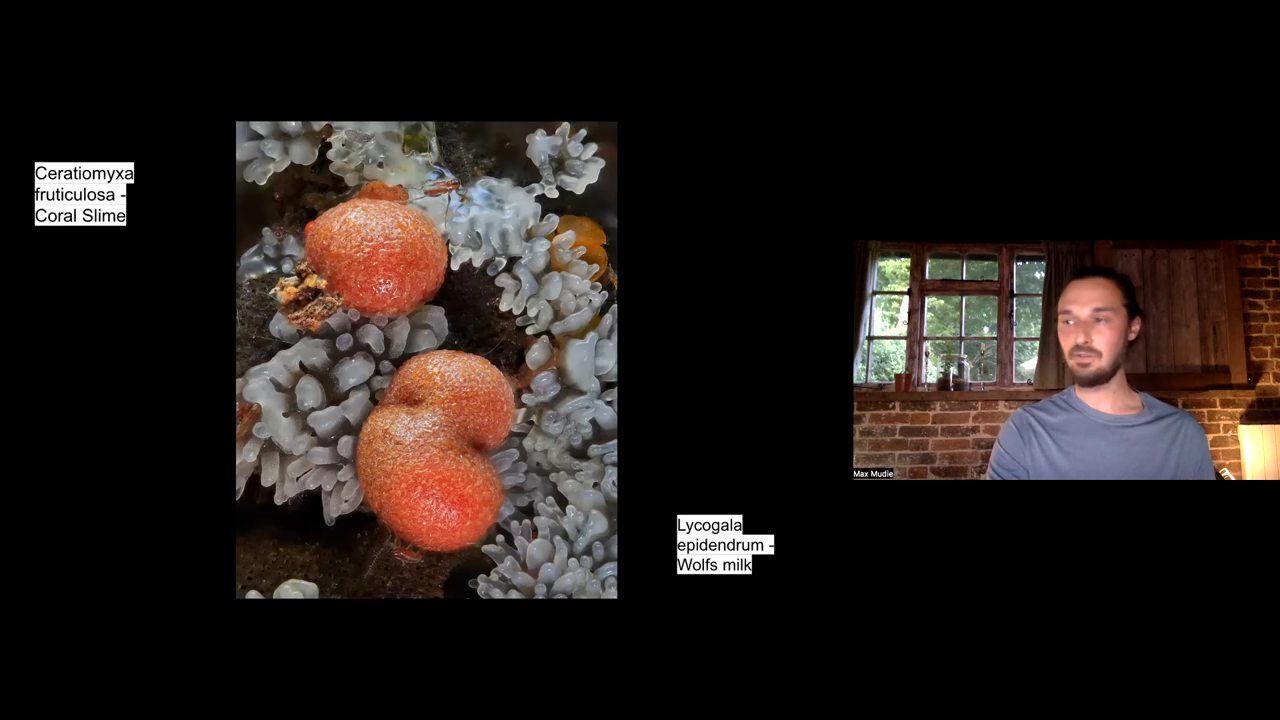 Ceratiomyxa
fruticulosa -
Coral Slime
Max Mudie
Lycogala
epidendrum -
Wolfs milk